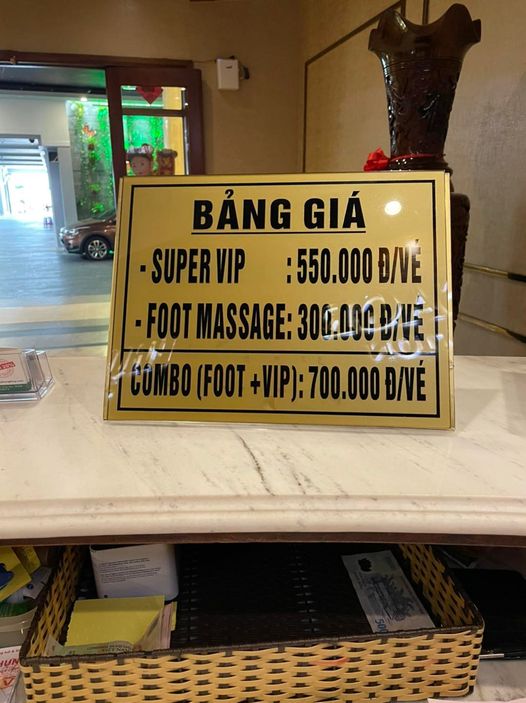 BẢNG GIÁ
- SUPER VIP : 550.000 Đ/VÉ
- FOOT MASSAGE: 300.000 Đ/VÉ
COMBO (FOOT +VIP): 700.000 Đ/VÉ